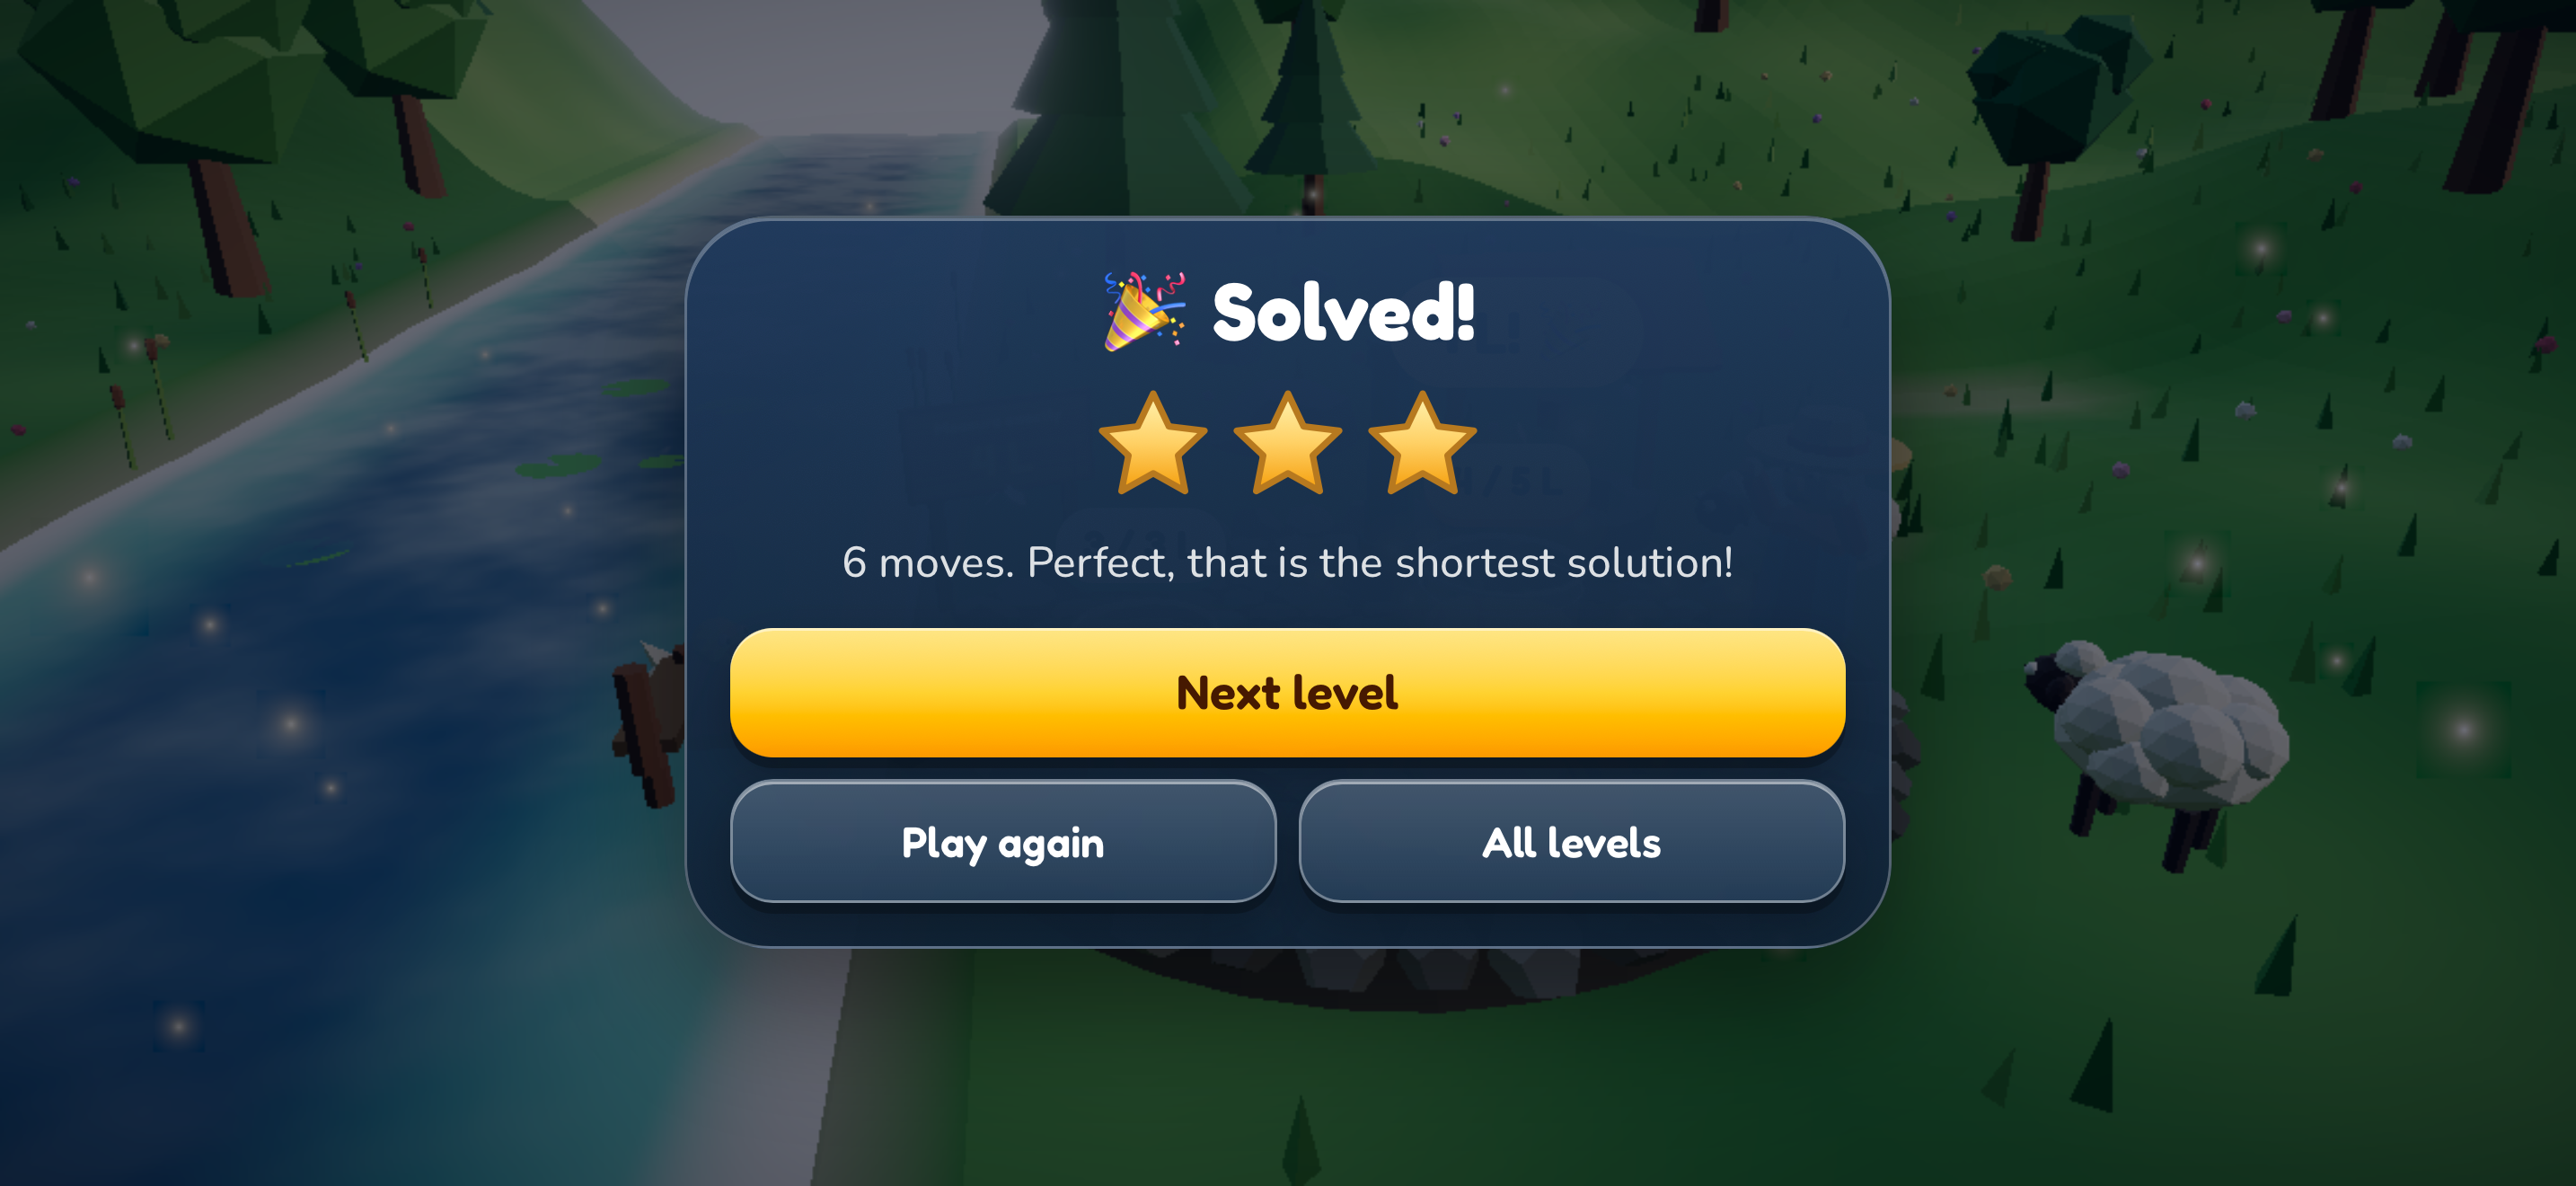 🎉 Solved!
6 moves. Perfect, that is the shortest solution!
Next level
Play again
All levels